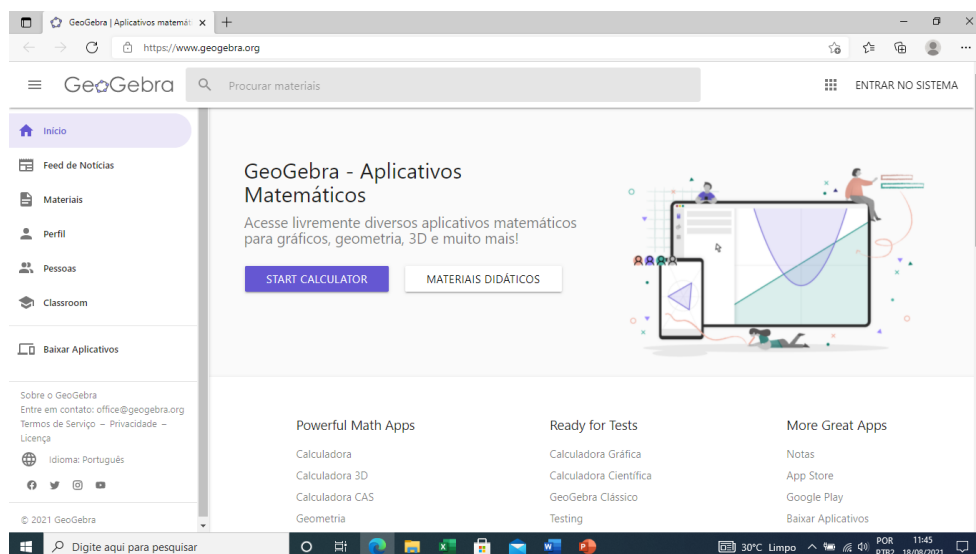 GeoGebra | Aplicativos matemáti
https://www.geogebra.org
GeoGebra
Procurar materiais
ENTRAR NO SISTEMA
Início
Feed de Notícias
Materiais
Perfil
Pessoas
Classroom
Baixar Aplicativos
Sobre o GeoGebra
Entre em contato: office@geogebra.org
Termos de Serviço – Privacidade –
Licença
Idioma: Português
© 2021 GeoGebra
GeoGebra - Aplicativos
Matemáticos
Acesse livremente diversos aplicativos matemáticos
para gráficos, geometria, 3D e muito mais!
START CALCULATOR
MATERIAIS DIDÁTICOS
Powerful Math Apps
Calculadora
Calculadora 3D
Calculadora CAS
Geometria
Ready for Tests
Calculadora Gráfica
Calculadora Científica
GeoGebra Clássico
Testing
More Great Apps
Notas
App Store
Google Play
Baixar Aplicativos
Digite aqui para pesquisar
30°C Limpo
POR
PTB2
11:45
18/08/2021